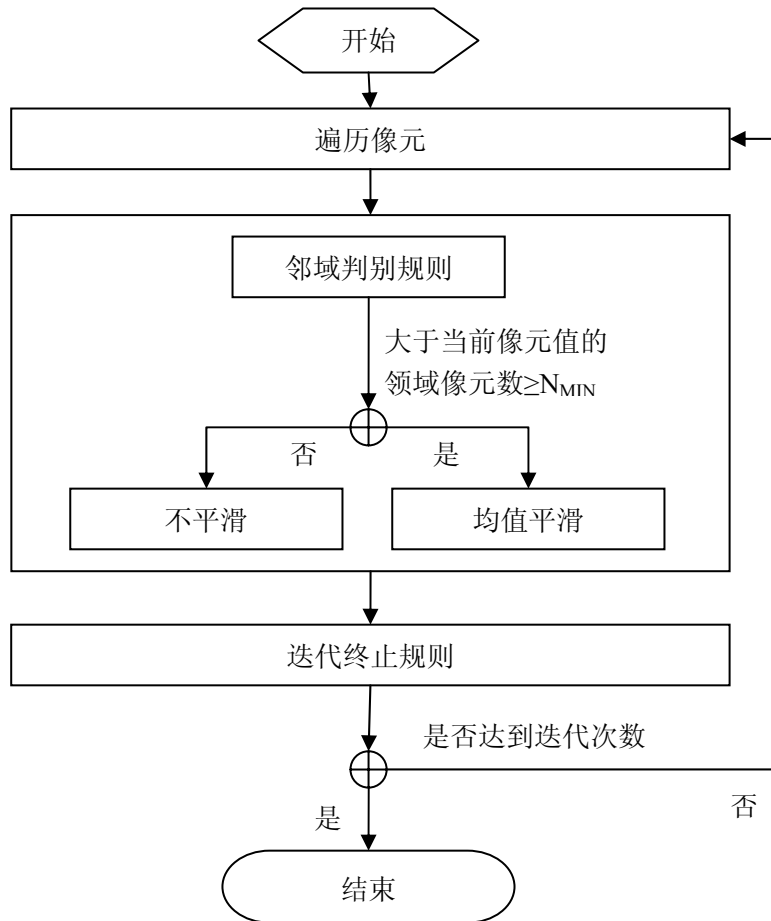 开始
遍历像元
邻域判别规则
大于当前像元值的
领域像元数≥N_MIN
否
是
不平滑
均值平滑
迭代终止规则
是否达到迭代次数
否
是
结束